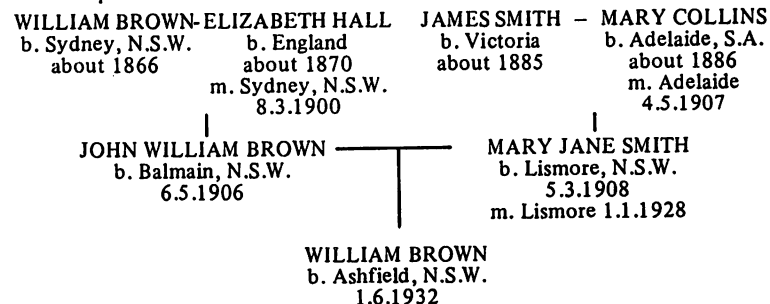 WILLIAM BROWN-ELIZABETH HALL
b. Sydney, N.S.W.
about 1866
b. England
about 1870
m. Sydney, N.S.W.
8.3.1900
JAMES SMITH – MARY COLLINS
b. Victoria
about 1885
b. Adelaide, S.A.
about 1886
m. Adelaide
4.5.1907
JOHN WILLIAM BROWN
b. Balmain, N.S.W.
6.5.1906
MARY JANE SMITH
b. Lismore, N.S.W.
5.3.1908
m. Lismore 1.1.1928
WILLIAM BROWN
b. Ashfield, N.S.W.
1.6.1932